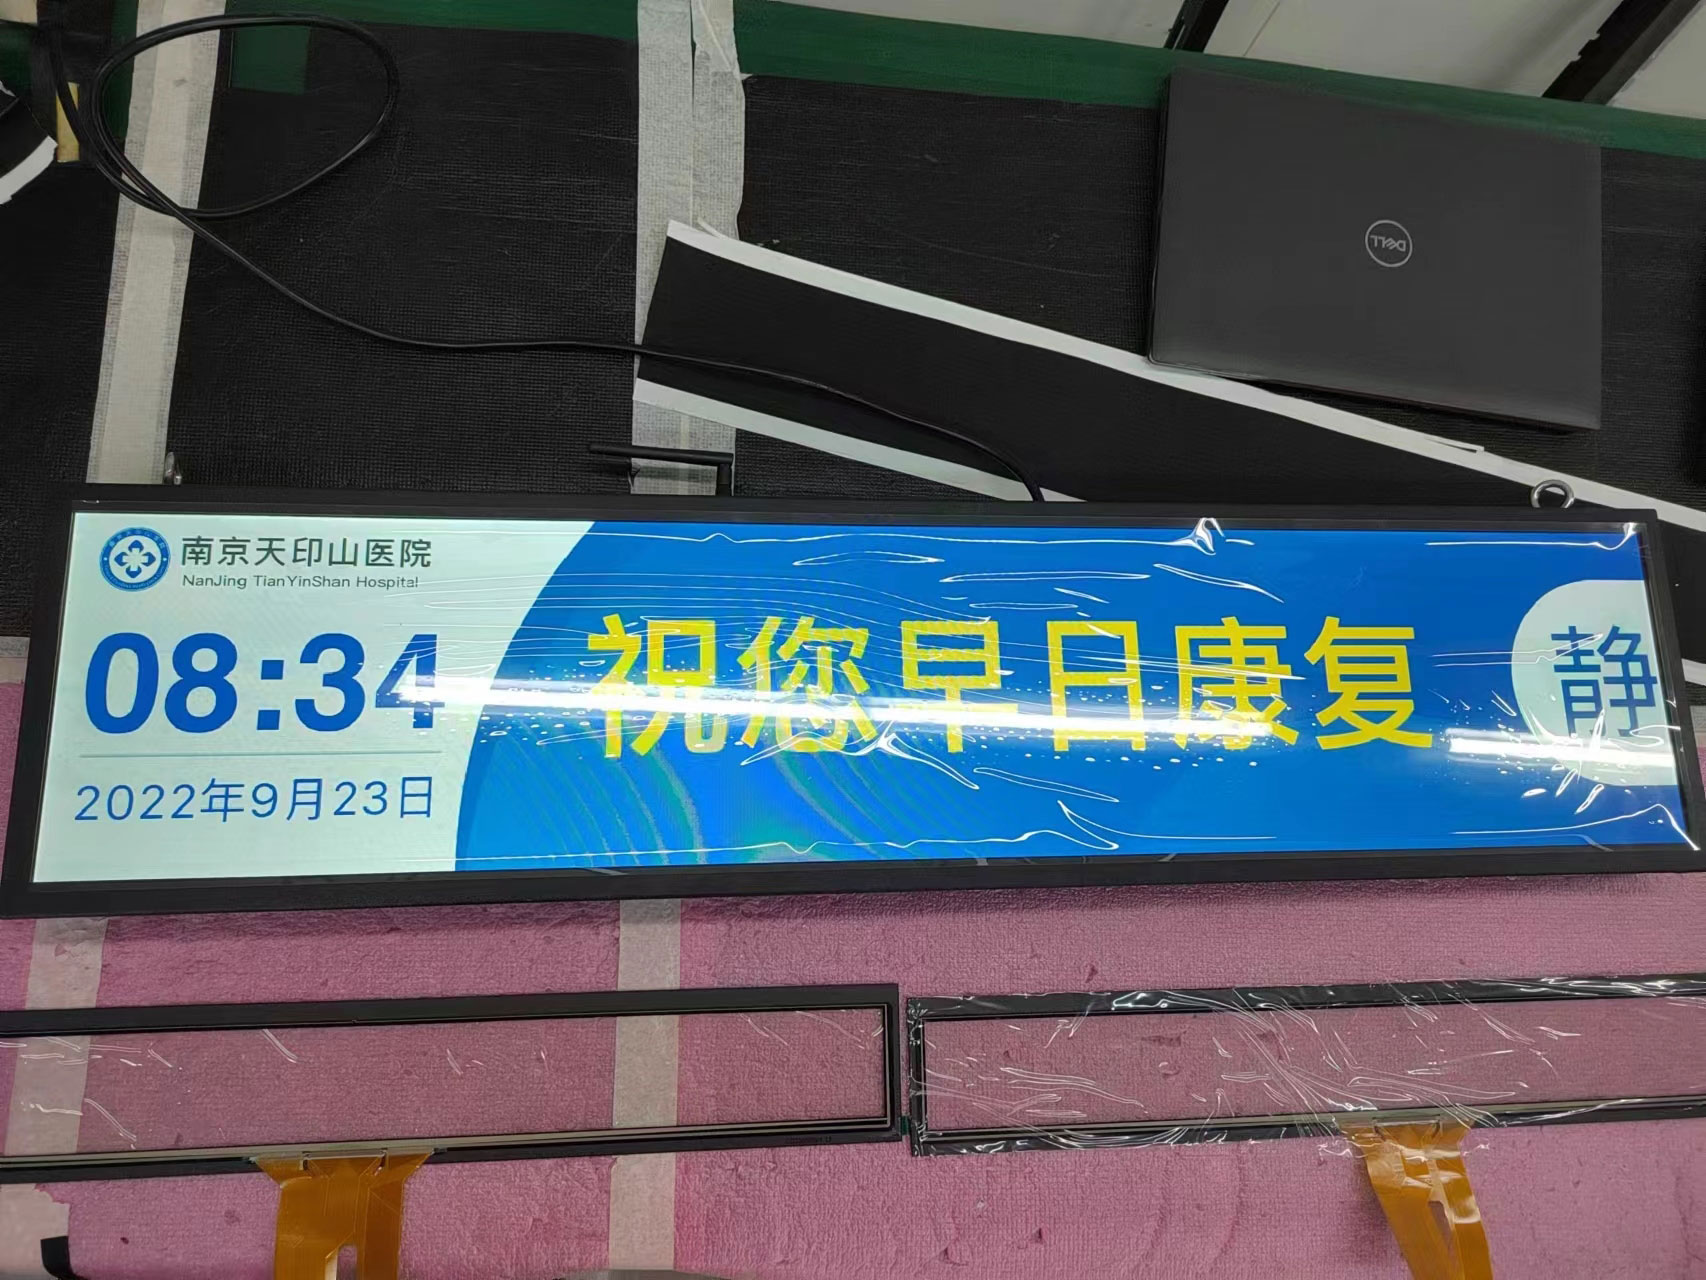 南京天印山医院
NanJing TianYinShan Hospital
08:34
2022年9月23日
祝您早日康复
静
DELL